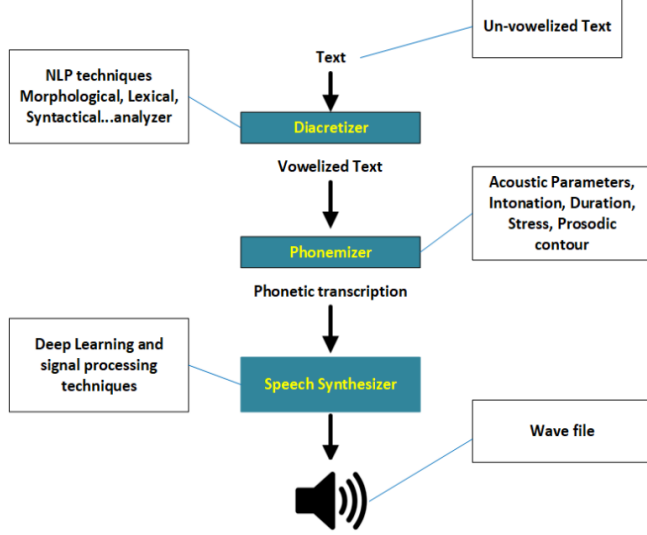 Un-vowelized Text
Text
NLP techniques
Morphological, Lexical,
Syntactical...analyzer
Diacretizer
Vowelized Text
Acoustic Parameters,
Intonation, Duration,
Stress, Prosodic
contour
Phonemizer
Phonetic transcription
Deep Learning and
signal processing
techniques
Speech Synthesizer
Wave file